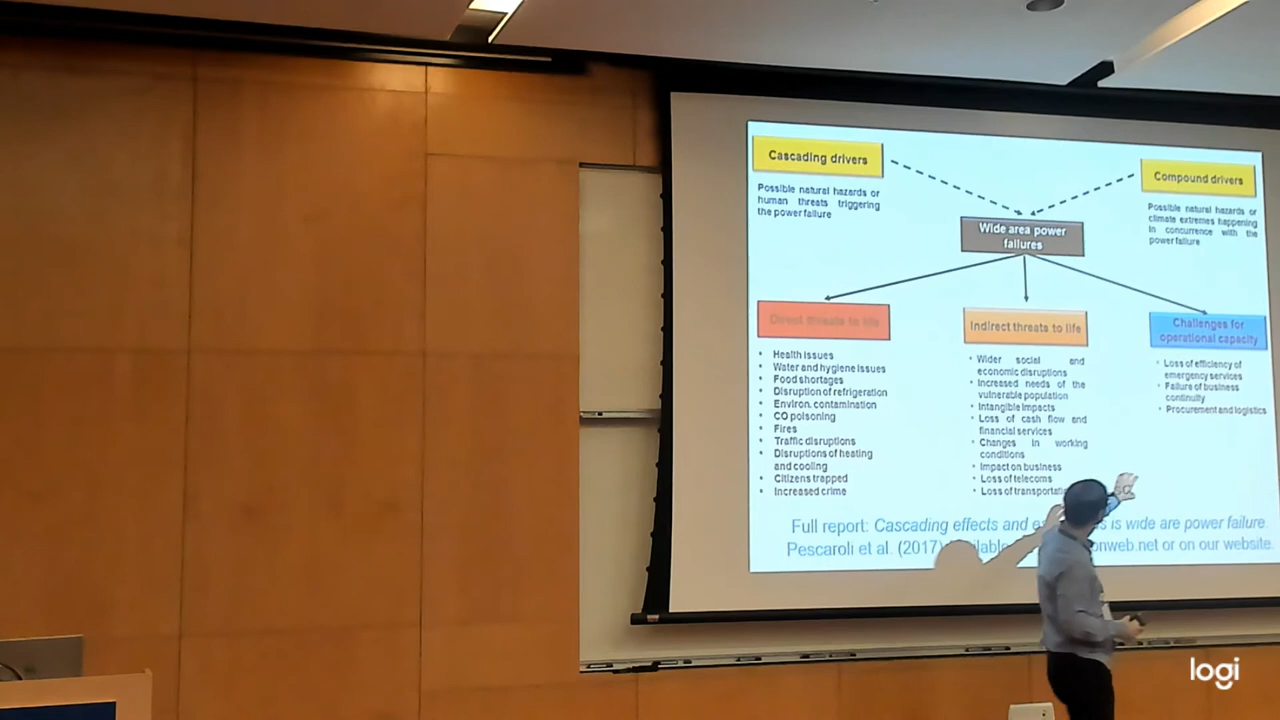 Cascading drivers
Possible natural hazards or
human threats triggering
the power failure
Compound drivers
Possible natural hazards or
climate extremes happening
in concurrence with the
power failure
Wide area power
failures
Direct threats to life
• Health issues
• Water and hygiene issues
• Food shortages
• Disruption of refrigeration
• Environ. contamination
• CO poisoning
• Fires
• Traffic disruptions
• Disruptions of heating
and cooling
• Citizens trapped
• Increased crime
Indirect threats to life
• Wider social and
economic disruptions
• Increased needs of the
vulnerable population
• Intangible impacts
• Loss of cash flow and
financial services
• Changes in working
conditions
• Impact on business
• Loss of telecoms
• Loss of
Challenges for
operational capacity
• Loss of efficiency of
emergency services
• Failure of business
continuity
• Procurement and logistics
Full report: Cascading effects and is wide are power failure.
Pescaroli et al. (2017) or on our website.
logi